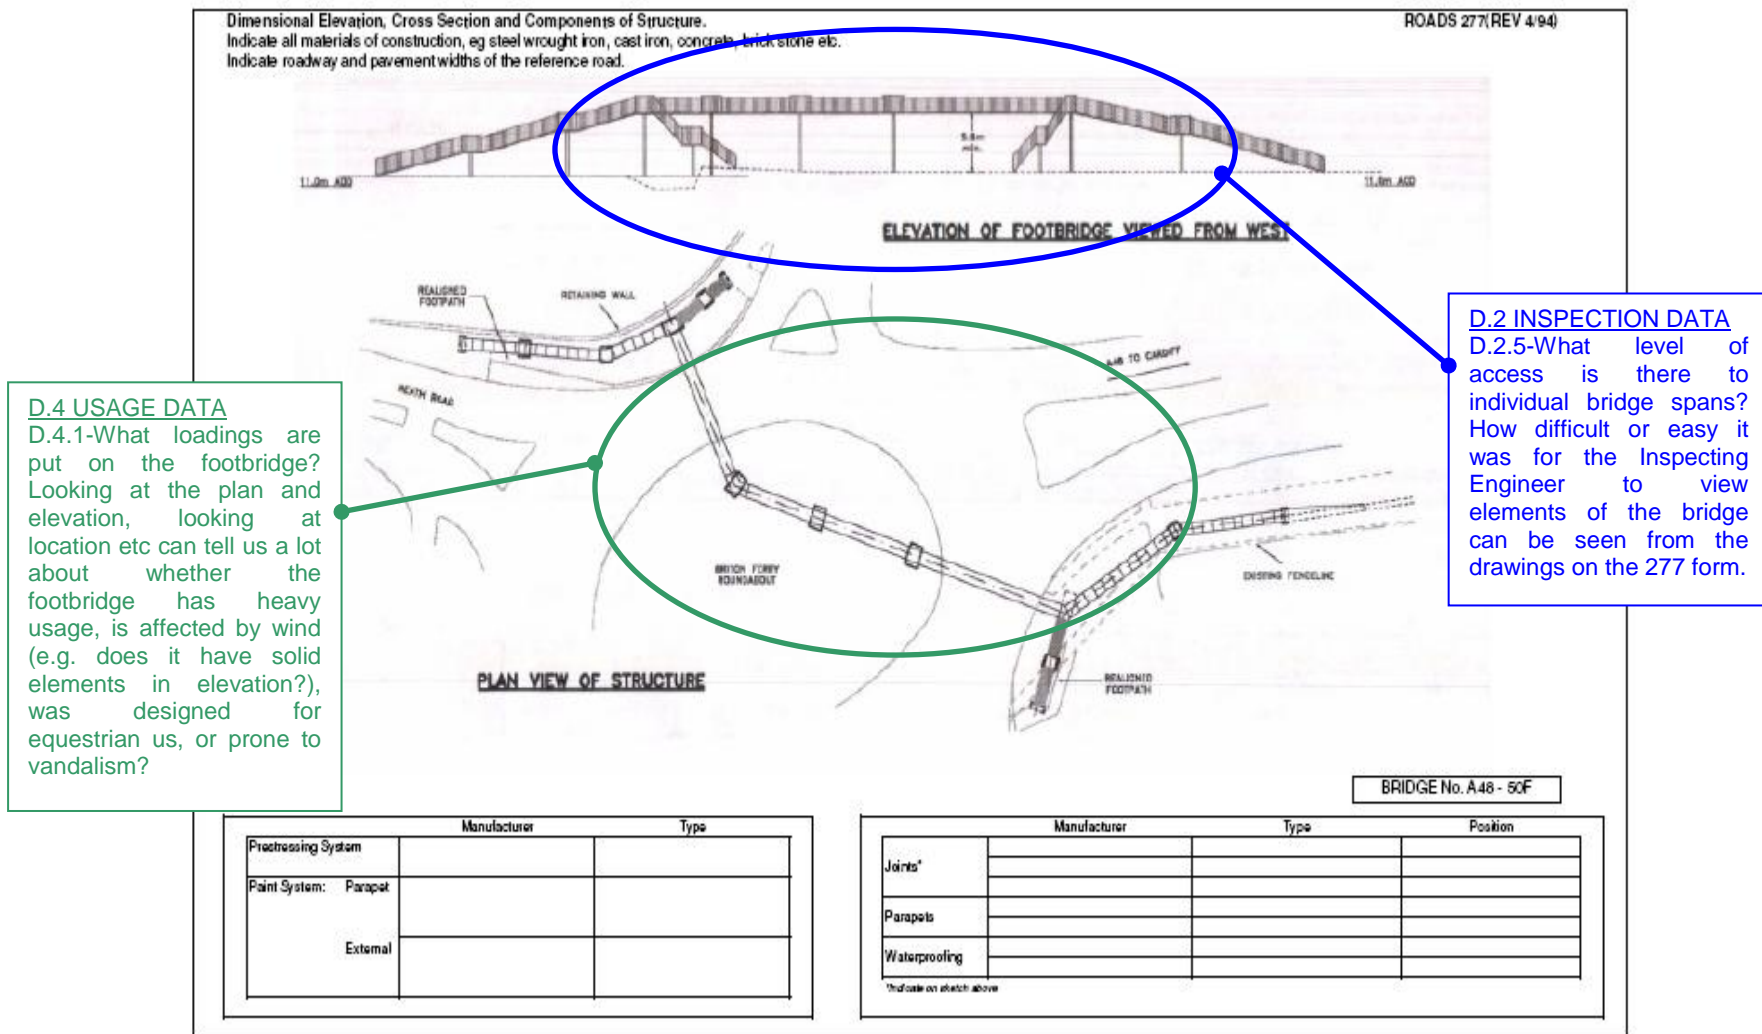 Dimensional Elevation, Cross Section and Components of Structure.
ROADS 277(REV 4/94)
Indicate all materials of construction, eg steel wrought iron, cast iron, concrete, brick stone etc.
Indicate roadway and pavement widths of the reference road.
11.0m AOD
11.0m AOD
ELEVATION OF FOOTBRIDGE VIEWED FROM WEST
REALIGNED
FOOTPATH
RETAINING WALL
A48 TO CARDIFF
NEATH ROAD
BRITON FERRY
ROUNDABOUT
EXISTING FENCELINE
REALIGNED
FOOTPATH
PLAN VIEW OF STRUCTURE
D.4 USAGE DATA
D.4.1-What loadings are
put on the footbridge?
Looking at the plan and
elevation, looking at
location etc can tell us a lot
about whether the
footbridge has heavy
usage, is affected by wind
(e.g. does it have solid
elements in elevation?),
was designed for
equestrian us, or prone to
vandalism?
D.2 INSPECTION DATA
D.2.5-What level of
access is there to
individual bridge spans?
How difficult or easy it
was for the Inspecting
Engineer to view
elements of the bridge
can be seen from the
drawings on the 277 form.
BRIDGE No. A48 - 50F
Manufacturer Type
Prestressing System
Paint System: Parapet
External
Manufacturer Type Position
Joints*
Parapets
Waterproofing
*Indicate on sketch above